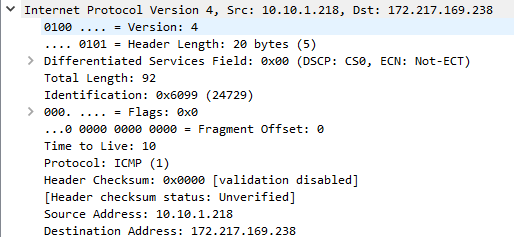 Internet Protocol Version 4, Src: 10.10.1.218, Dst: 172.217.169.238
0100 .... = Version: 4
.... 0101 = Header Length: 20 bytes (5)
Differentiated Services Field: 0x00 (DSCP: CS0, ECN: Not-ECT)
Total Length: 92
Identification: 0x6099 (24729)
000. .... = Flags: 0x0
...0 0000 0000 0000 = Fragment Offset: 0
Time to Live: 10
Protocol: ICMP (1)
Header Checksum: 0x0000 [validation disabled]
[Header checksum status: Unverified]
Source Address: 10.10.1.218
Destination Address: 172.217.169.238